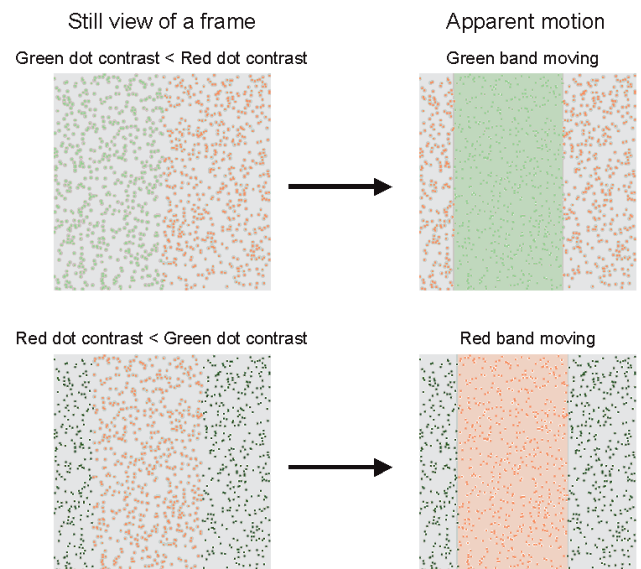 Still view of a frame
Apparent motion
Green dot contrast < Red dot contrast
Green band moving
Red dot contrast < Green dot contrast
Red band moving